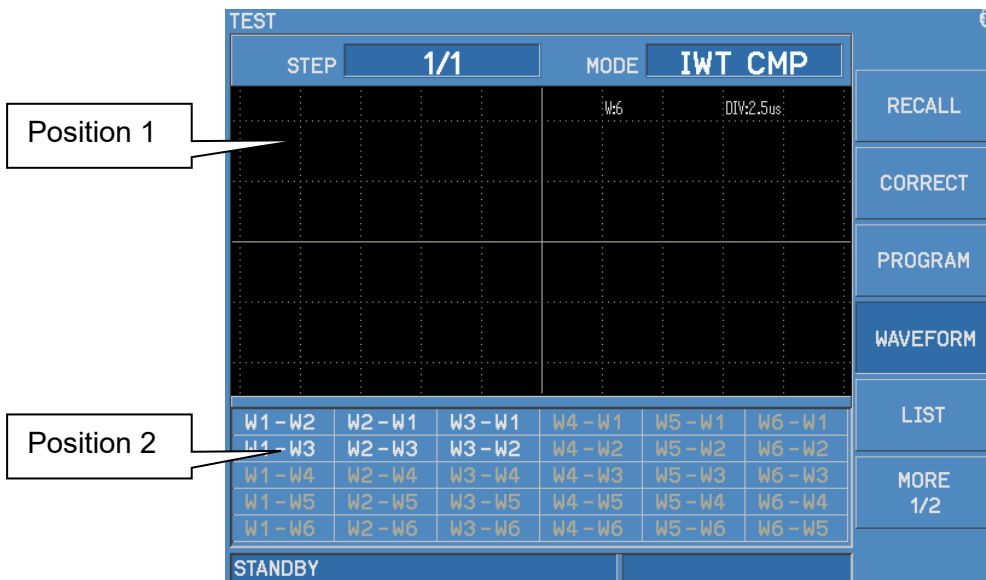 TEST
STEP 1/1 MODE IWT CMP
W:6 DIV:2.5us
Position 1
Position 2
W1-W2 W2-W1 W3-W1 W4-W1 W5-W1 W6-W1
W1-W3 W2-W3 W3-W2 W4-W2 W5-W2 W6-W2
W1-W4 W2-W4 W3-W4 W4-W3 W5-W3 W6-W3
W1-W5 W2-W5 W3-W5 W4-W5 W5-W4 W6-W4
W1-W6 W2-W6 W3-W6 W4-W6 W5-W6 W6-W5
STANDBY
RECALL
CORRECT
PROGRAM
WAVEFORM
LIST
MORE
1/2